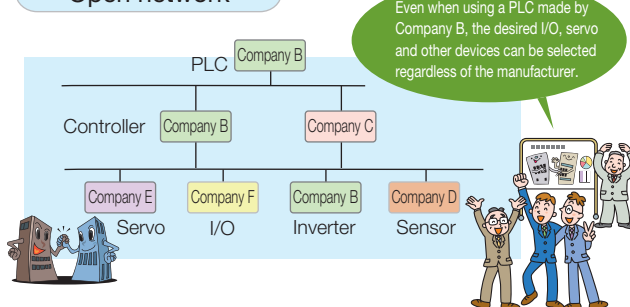 Open network
Even when using a PLC made by
Company B, the desired I/O, servo
and other devices can be selected
regardless of the manufacturer.
PLC
Company B
Controller
Company B
Company C
Company E
Company F
Company B
Company D
Servo
I/O
Inverter
Sensor